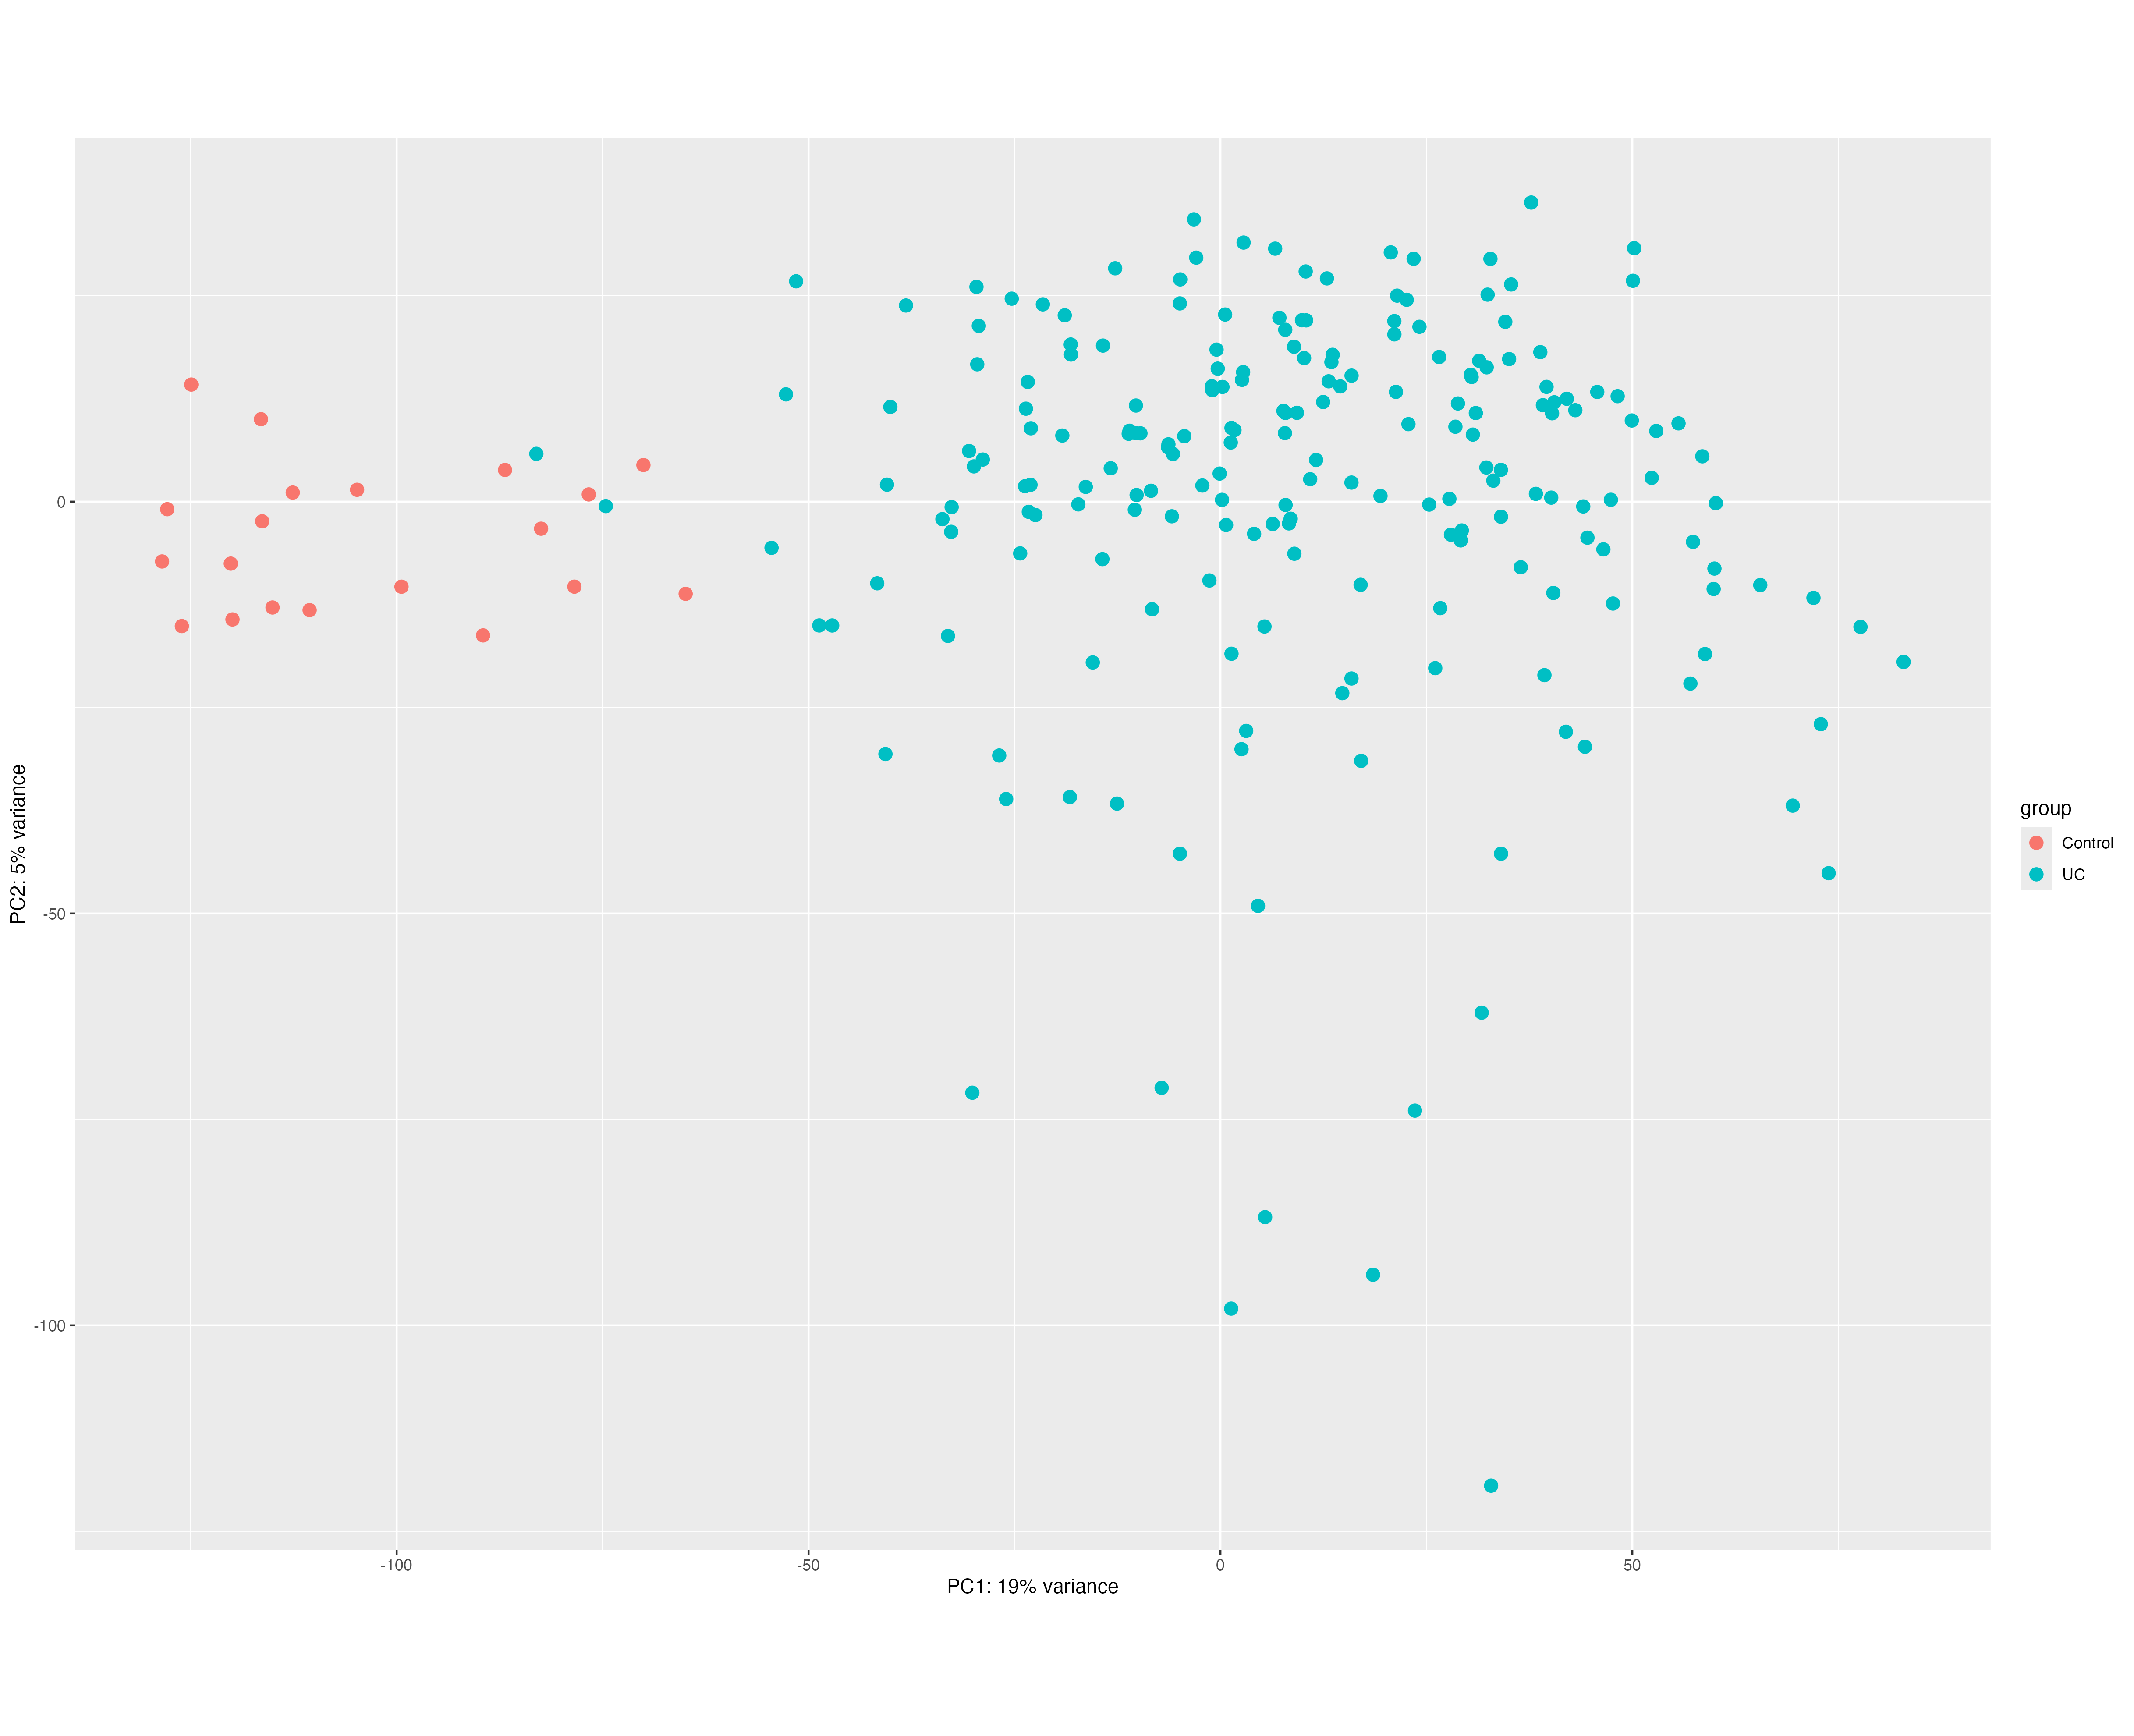 0
-50
-100
-100
-50
0
50
PC1: 19% variance
PC2: 5% variance
group
Control
UC